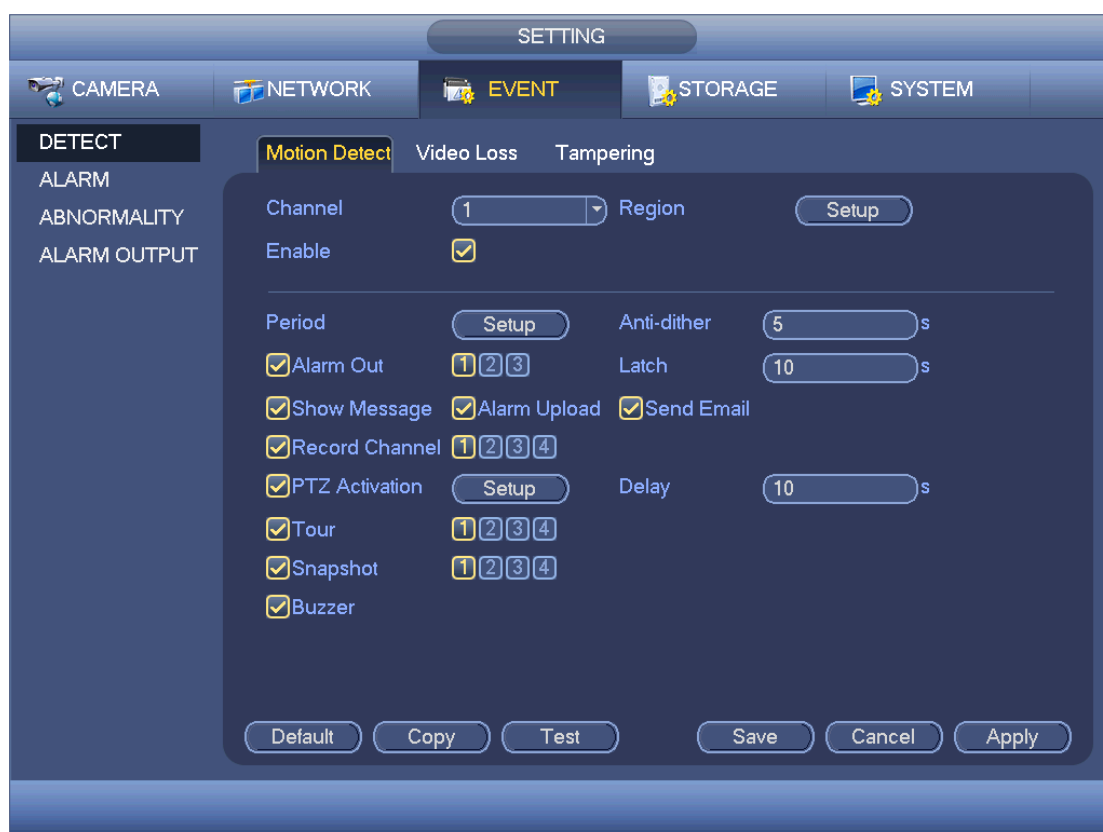 SETTING
CAMERA NETWORK EVENT STORAGE SYSTEM
DETECT
ALARM
ABNORMALITY
ALARM OUTPUT
Motion Detect Video Loss Tampering
Channel 1 Region Setup
Enable
Period Setup Anti-dither 5 s
Alarm Out 1 2 3 Latch 10 s
Show Message Alarm Upload Send Email
Record Channel 1 2 3 4
PTZ Activation Setup Delay 10 s
Tour 1 2 3 4
Snapshot 1 2 3 4
Buzzer
Default Copy Test Save Cancel Apply